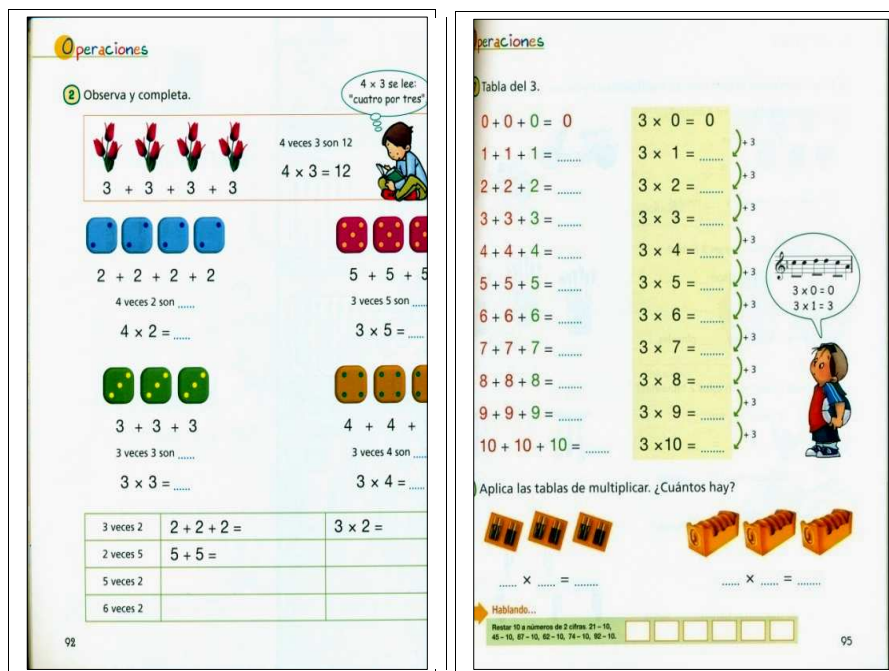 Operaciones
2 Observa y completa.
4 × 3 se lee:
"cuatro por tres"
4 veces 3 son 12
4 × 3 = 12
3 + 3 + 3 + 3
2 + 2 + 2 + 2
4 veces 2 son ......
4 × 2 = ......
5 + 5 + 5
3 veces 5 son ......
3 × 5 = ......
3 + 3 + 3
3 veces 3 son ......
3 × 3 = ......
4 + 4 +
3 veces 4 son ......
3 × 4 = ......
3 veces 2 2 + 2 + 2 = 3 × 2 =
2 veces 5 5 + 5 =
5 veces 2
6 veces 2
92
peraciones
Tabla del 3.
0 + 0 + 0 = 0 3 × 0 = 0
+ 3
1 + 1 + 1 = ....... 3 × 1 = .......
+ 3
2 + 2 + 2 = ....... 3 × 2 = .......
+ 3
3 + 3 + 3 = ....... 3 × 3 = .......
+ 3
4 + 4 + 4 = ....... 3 × 4 = .......
+ 3
5 + 5 + 5 = ....... 3 × 5 = .......
+ 3
6 + 6 + 6 = ....... 3 × 6 = .......
+ 3
7 + 7 + 7 = ....... 3 × 7 = .......
+ 3
8 + 8 + 8 = ....... 3 × 8 = .......
+ 3
9 + 9 + 9 = ....... 3 × 9 = .......
+ 3
10 + 10 + 10 = ....... 3 ×10 = .......
3 x 0 = 0
3 x 1 = 3
Aplica las tablas de multiplicar. ¿Cuántos hay?
...... × ...... = ........ ...... × ...... = ........
Hablando...
Restar 10 a números de 2 cifras 21 – 10,
45 – 10, 67 – 10, 62 – 10, 74 – 10, 92 – 10.
95